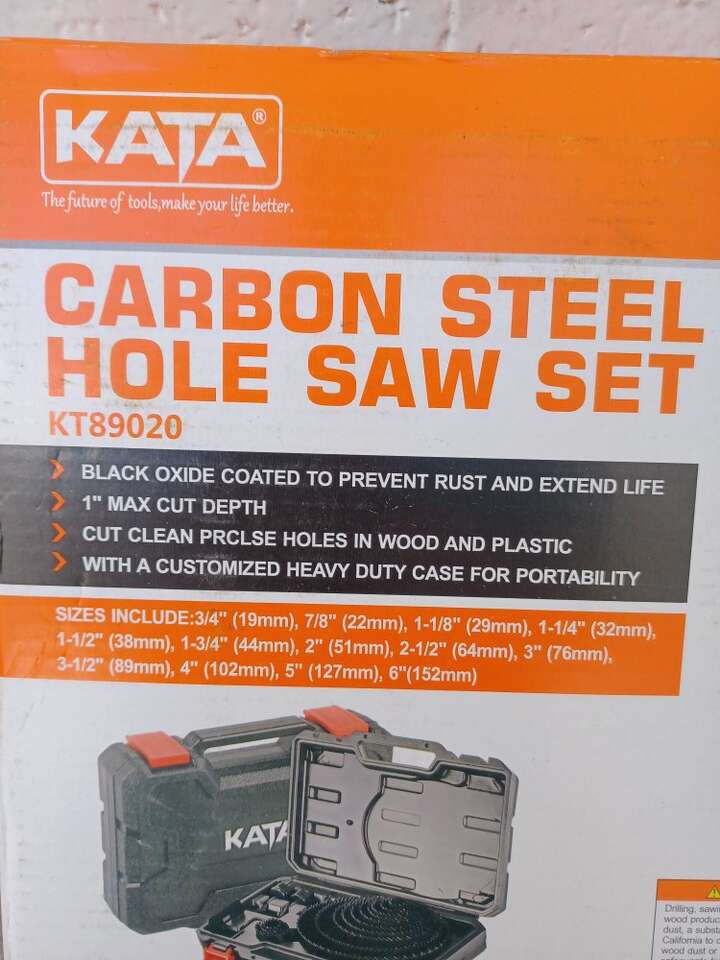 KATA®
The future of tools,make your life better.
CARBON STEEL
HOLE SAW SET
KT89020
BLACK OXIDE COATED TO PREVENT RUST AND EXTEND LIFE
1" MAX CUT DEPTH
CUT CLEAN PRCLSE HOLES IN WOOD AND PLASTIC
WITH A CUSTOMIZED HEAVY DUTY CASE FOR PORTABILITY
SIZES INCLUDE:3/4" (19mm), 7/8" (22mm), 1-1/8" (29mm), 1-1/4" (32mm),
1-1/2" (38mm), 1-3/4" (44mm), 2" (51mm), 2-1/2" (64mm), 3" (76mm),
3-1/2" (89mm), 4" (102mm), 5" (127mm), 6"(152mm)
KATA
Drilling, sawi
wood produc
dust, a subst
California to c
wood dust or